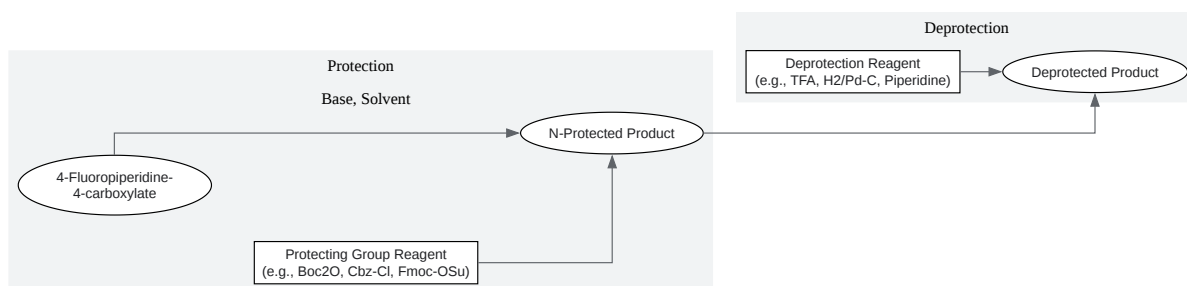 Protection
Base, Solvent
4-Fluoropiperidine-
4-carboxylate
N-Protected Product
Protecting Group Reagent
(e.g., Boc2O, Cbz-Cl, Fmoc-OSu)
Deprotection
Deprotection Reagent
(e.g., TFA, H2/Pd-C, Piperidine)
Deprotected Product